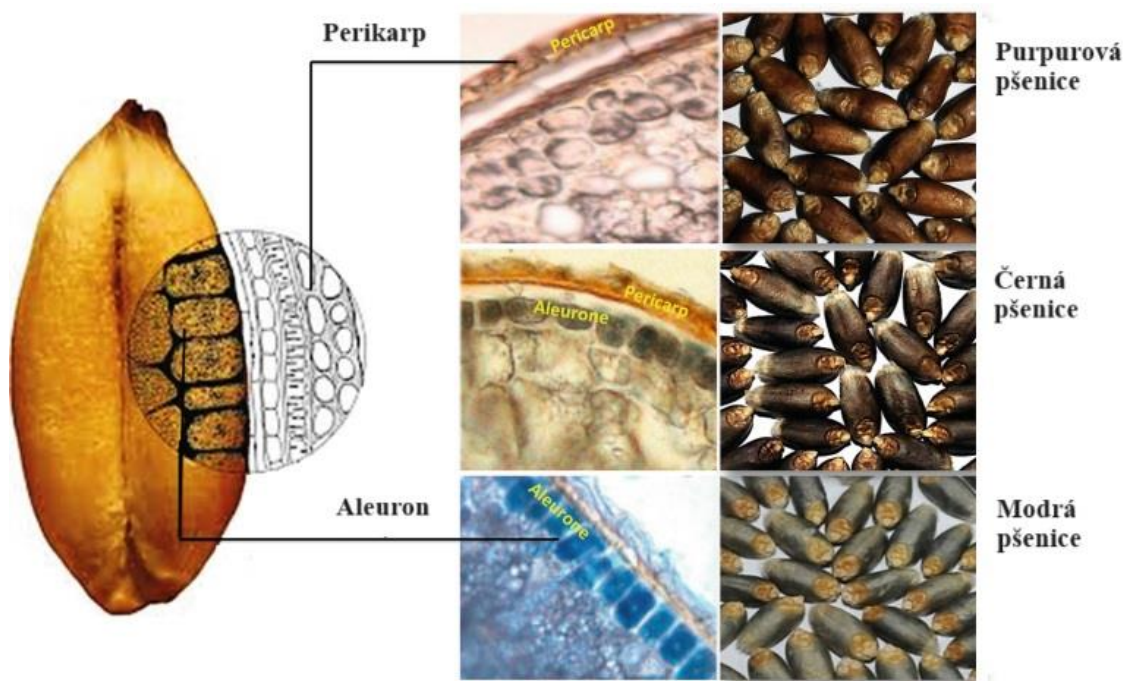 Perikarp
Pericarp
Purpurová
pšenice
Aleurone
Pericarp
Černá
pšenice
Aleuron
Aleurone
Modrá
pšenice